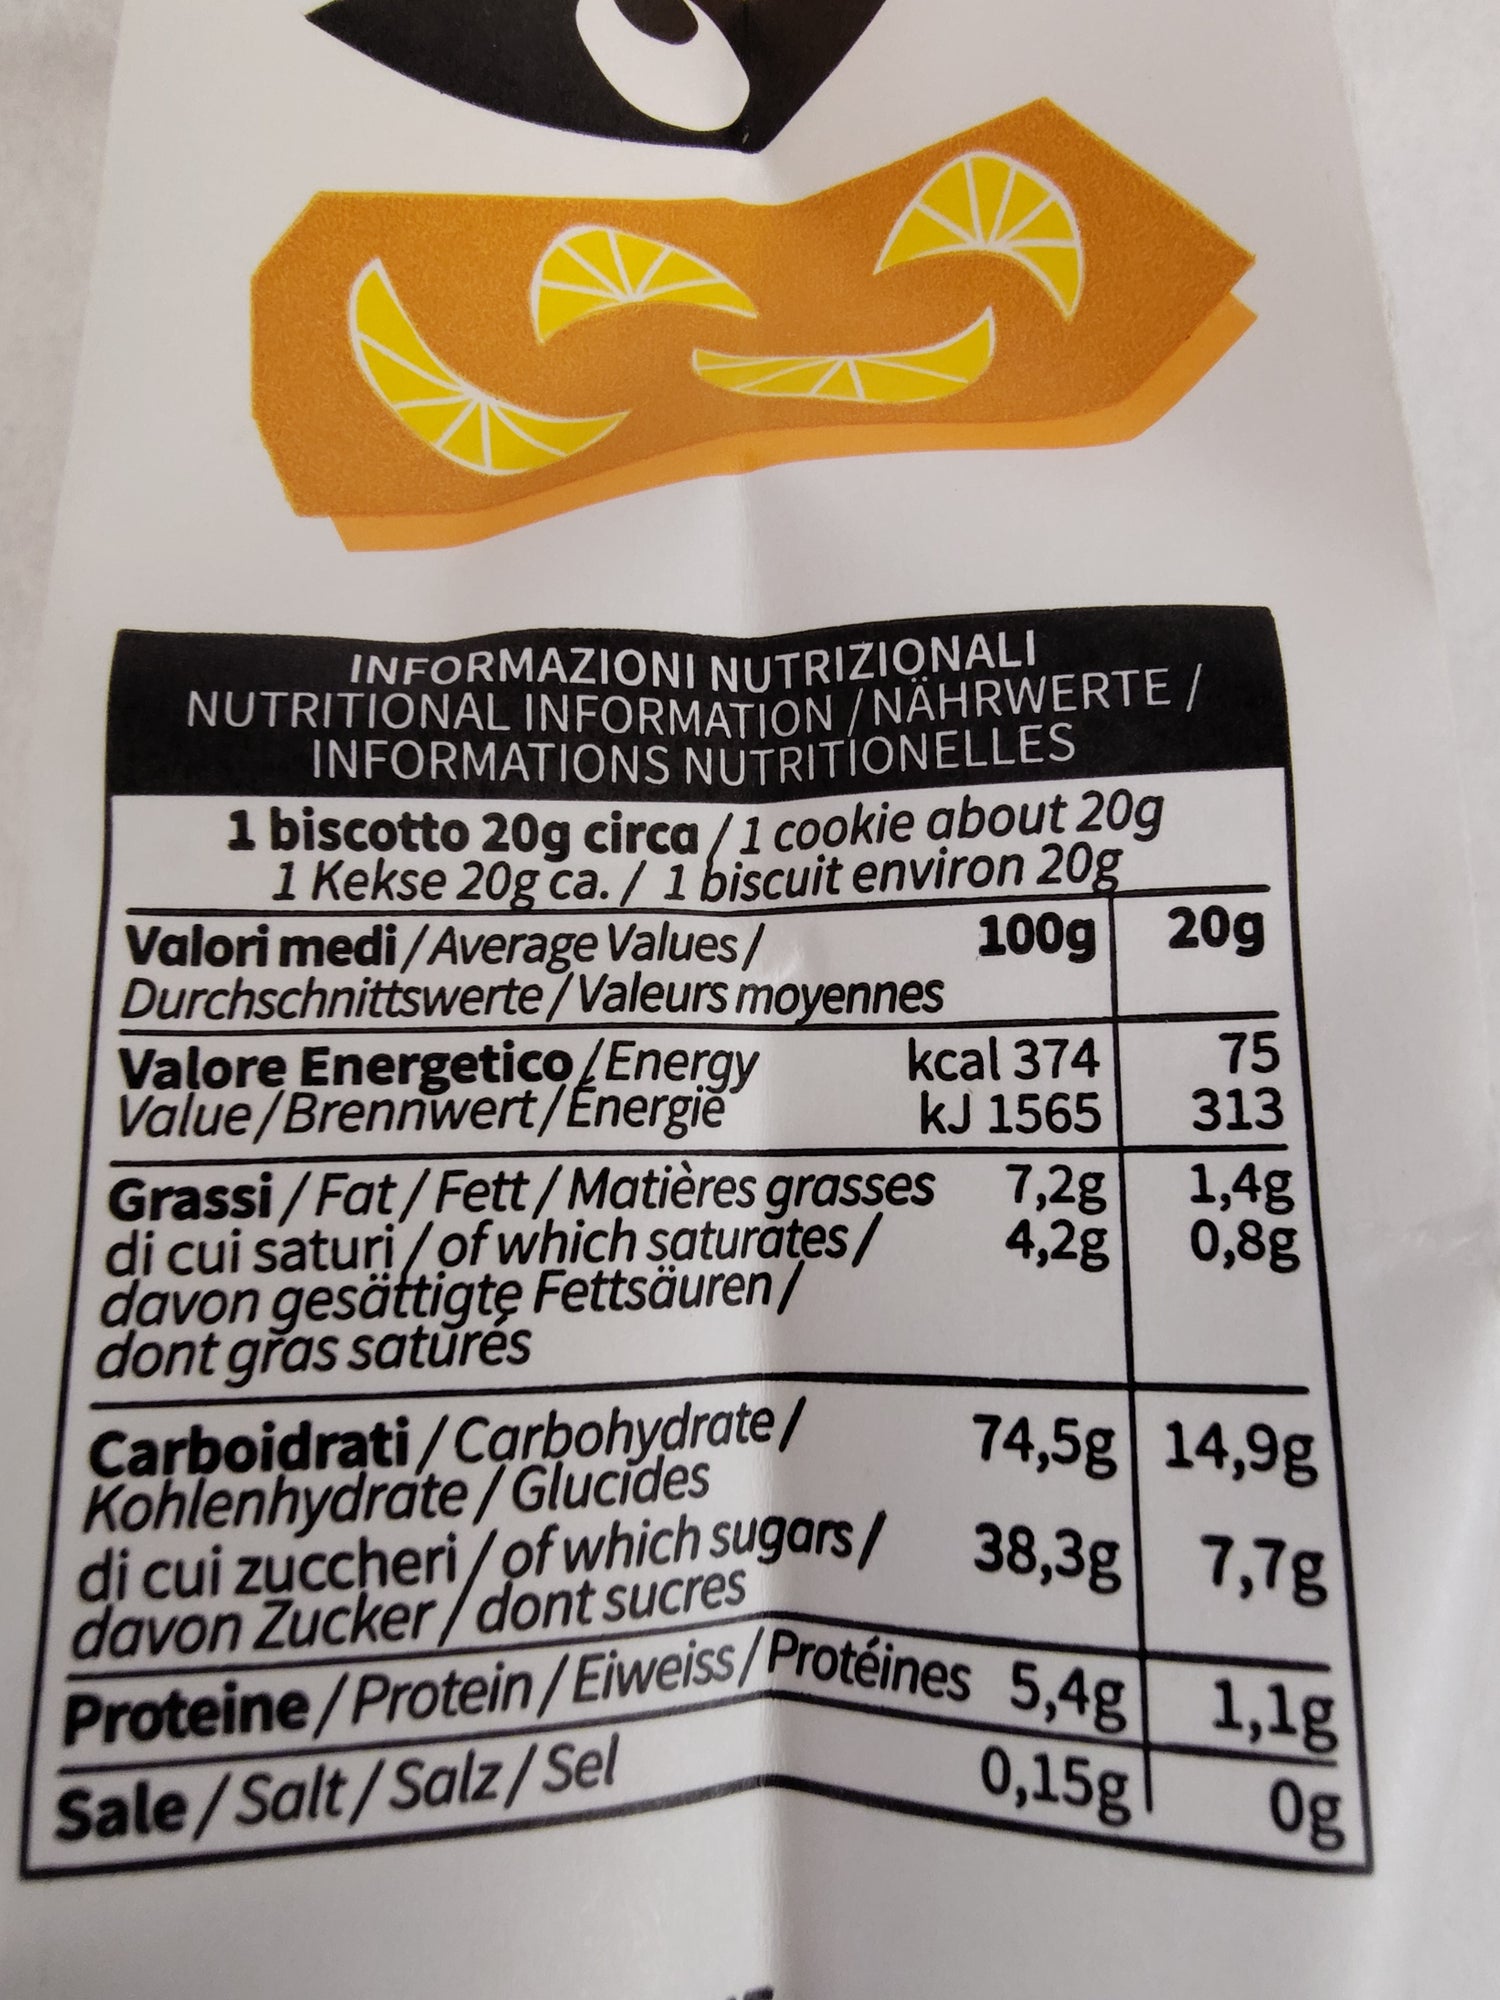 INFORMAZIONI NUTRIZIONALI
NUTRITIONAL INFORMATION / NÄHRWERTE /
INFORMATIONS NUTRITIONELLES
1 biscotto 20g circa / 1 cookie about 20g
1 Kekse 20g ca. / 1 biscuit environ 20g
Valori medi / Average Values / 100g 20g
Durchschnittswerte / Valeurs moyennes
Valore Energetico / Energy kcal 374 75
Value / Brennwert / Énergie kJ 1565 313
Grassi / Fat / Fett / Matières grasses 7,2g 1,4g
di cui saturi / of which saturates / 4,2g 0,8g
davon gesättigte Fettsäuren /
dont gras saturés
Carboidrati / Carbohydrate / 74,5g 14,9g
Kohlenhydrate / Glucides
di cui zuccheri / of which sugars / 38,3g 7,7g
davon Zucker / dont sucres
Proteine / Protein / Eiweiss / Protéines 5,4g 1,1g
Sale / Salt / Salz / Sel 0,15g 0g